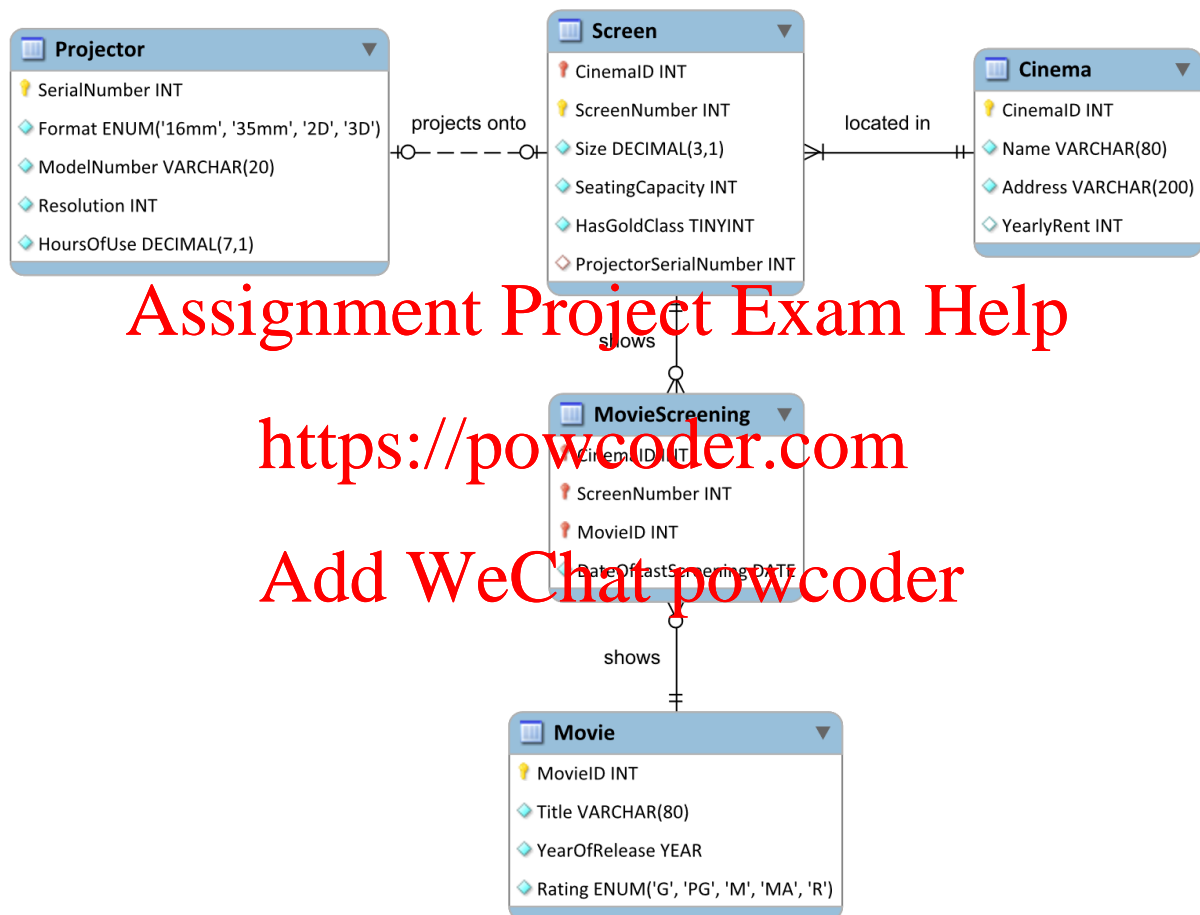 Projector
SerialNumber INT
Format ENUM('16mm', '35mm', '2D', '3D')
ModelNumber VARCHAR(20)
Resolution INT
HoursOfUse DECIMAL(7,1)
projects onto
Screen
CinemaID INT
ScreenNumber INT
Size DECIMAL(3,1)
SeatingCapacity INT
HasGoldClass TINYINT
ProjectorSerialNumber INT
located in
Cinema
CinemaID INT
Name VARCHAR(80)
Address VARCHAR(200)
YearlyRent INT
Assignment Project Exam Help
shows
MovieScreening
https://powcoder.com
CinemaID INT
ScreenNumber INT
MovieID INT
Add WeChat powcoder
DateOfLastScreening DATE
shows
Movie
MovieID INT
Title VARCHAR(80)
YearOfRelease YEAR
Rating ENUM('G', 'PG', 'M', 'MA', 'R')